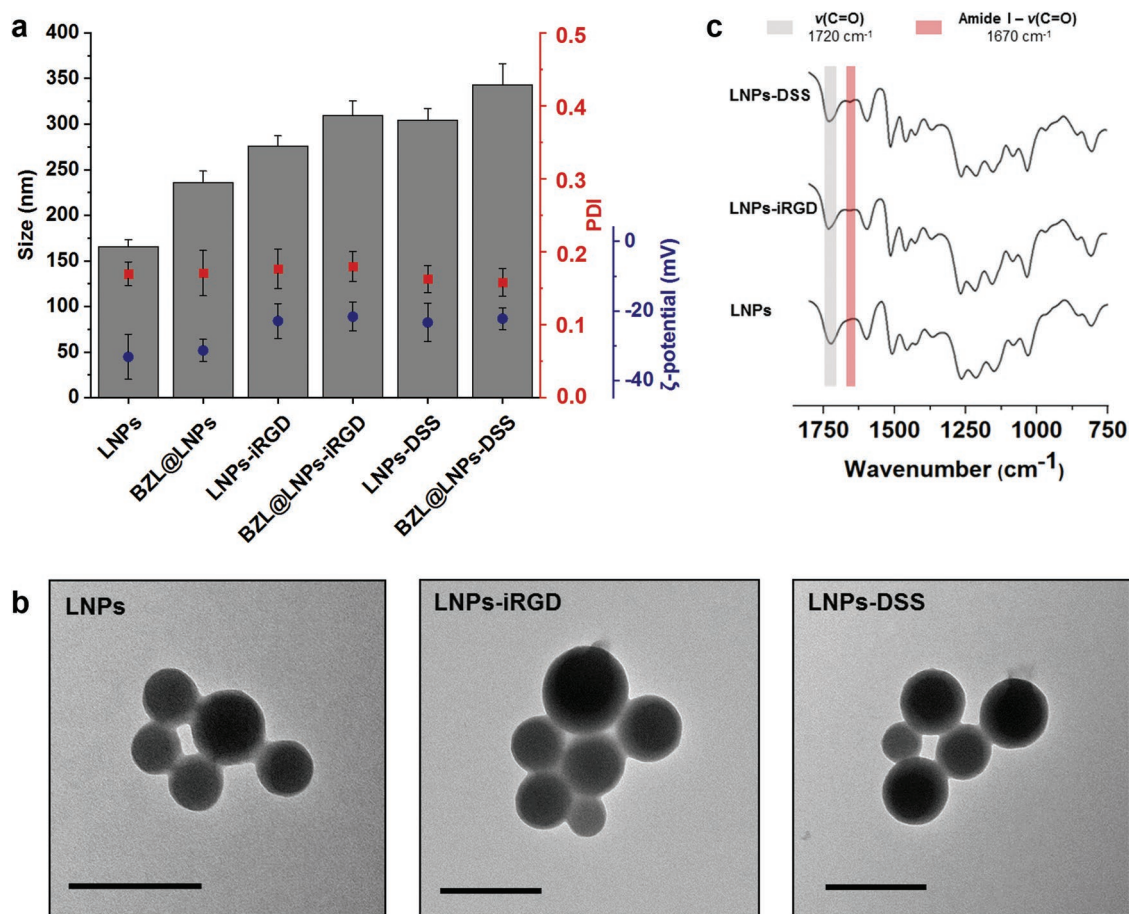 a
Size (nm)
400
350
300
250
200
150
100
50
0
0.5
0.4
0.3
0.2
0.1
0.0
PDI
0
-20
-40
ζ-potential (mV)
LNPs
BZL@LNPs
LNPs-iRGD
BZL@LNPs-iRGD
LNPs-DSS
BZL@LNPs-DSS
c
v(C=O)
1720 cm⁻¹
Amide I – v(C=O)
1670 cm⁻¹
LNPs-DSS
LNPs-iRGD
LNPs
1750 1500 1250 1000 750
Wavenumber (cm⁻¹)
b
LNPs
LNPs-iRGD
LNPs-DSS